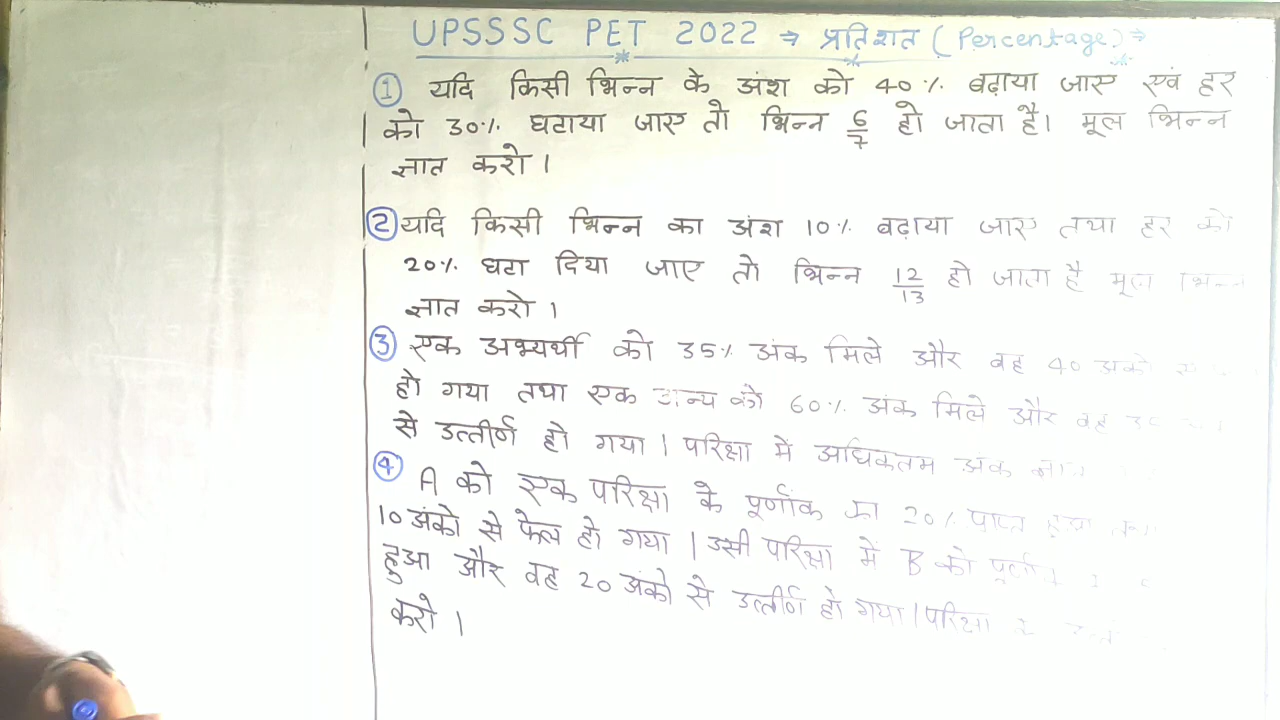 UPSSSC PET 2022 → प्रतिशत ( Percentage ) →
① यदि किसी भिन्न के अंश को 40% बढ़ाया जाए एवं हर
को 30% घटाया जाए तो भिन्न 6/7 हो जाता है। मूल भिन्न
ज्ञात करो ।
② यदि किसी भिन्न का अंश 10% बढ़ाया जाए तथा हर को
20% घटा दिया जाए तो भिन्न 12/13 हो जाता है मूल भिन्न
ज्ञात करो ।
③ एक अभ्यर्थी को 35% अंक मिले और वह 40 अंको
हो गया तथा एक अन्य को 60% अंक मिले और वह
से उत्तीर्ण हो गया । परिक्षा में अधिकतम अंक
④ A को एक परिक्षा के पूर्णांक का 20% प्राप्त हुआ
10 अंको से फेल हो गया । उसी परिक्षा में B को
हुआ और वह 20 अंको से उत्तीर्ण हो गया । परिक्षा
करो ।